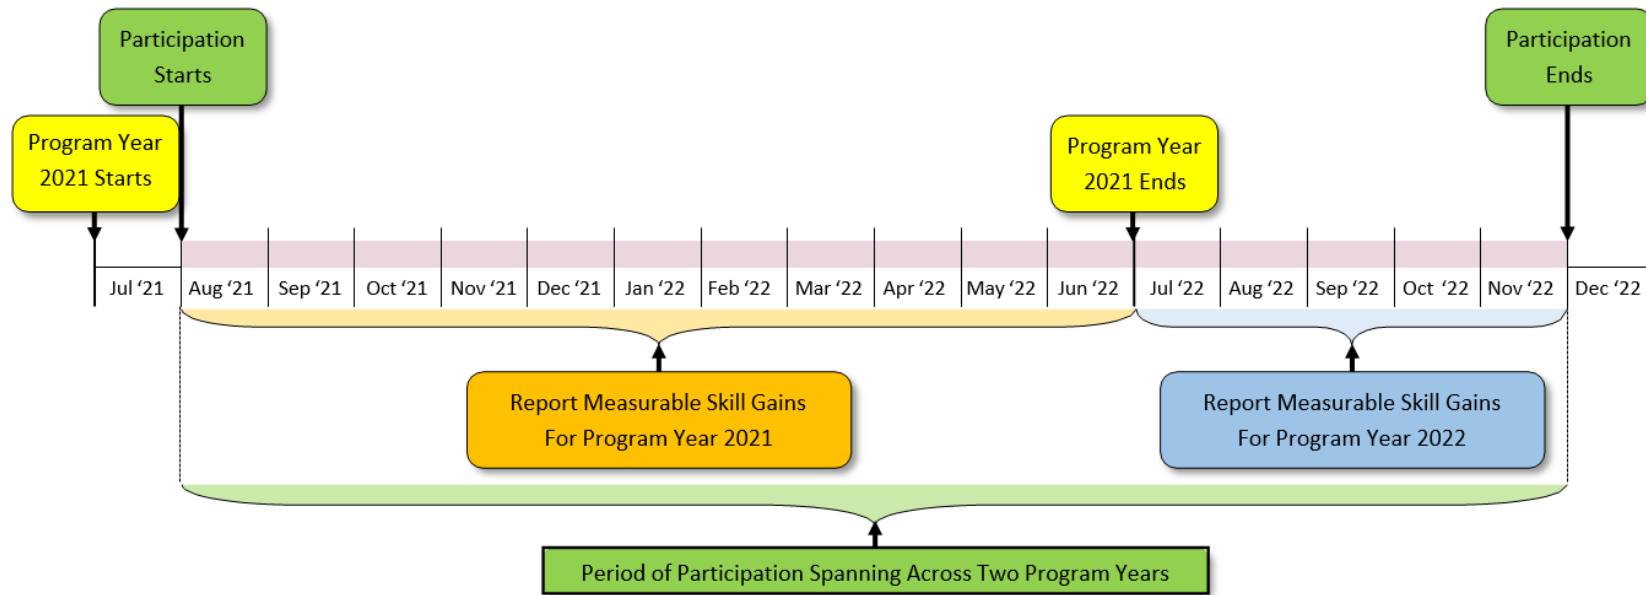 Participation
Starts
Participation
Ends
Program Year
2021 Starts
Program Year
2021 Ends
Jul ‘21 Aug ‘21 Sep ‘21 Oct ‘21 Nov ‘21 Dec ‘21 Jan ‘22 Feb ‘22 Mar ‘22 Apr ‘22 May ‘22 Jun ‘22 Jul ‘22 Aug ‘22 Sep ‘22 Oct ‘22 Nov ‘22 Dec ‘22
Report Measurable Skill Gains
For Program Year 2021
Report Measurable Skill Gains
For Program Year 2022
Period of Participation Spanning Across Two Program Years